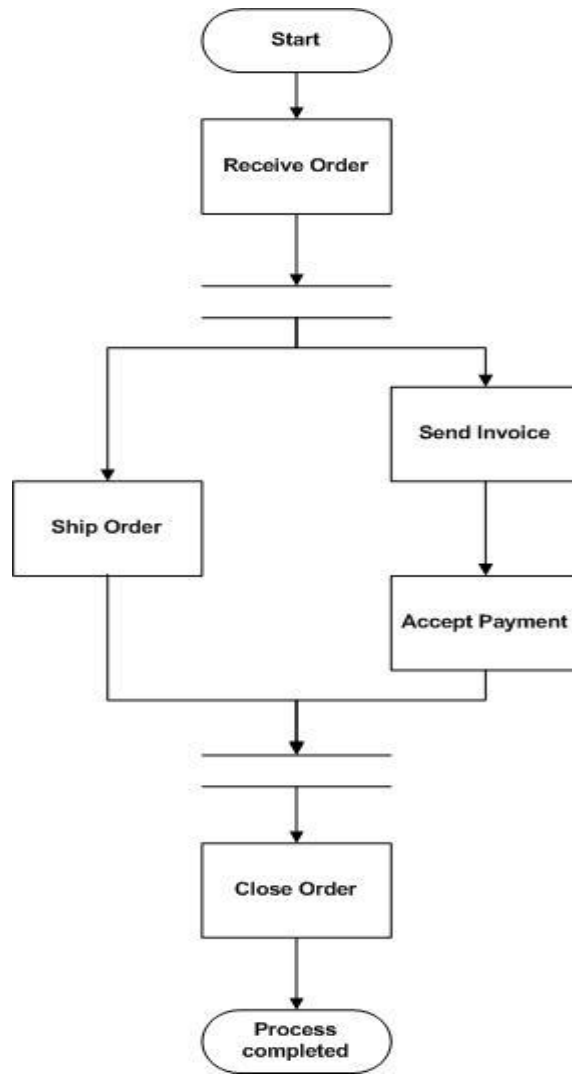 Start
Receive Order
Send Invoice
Ship Order
Accept Payment
Close Order
Process
completed